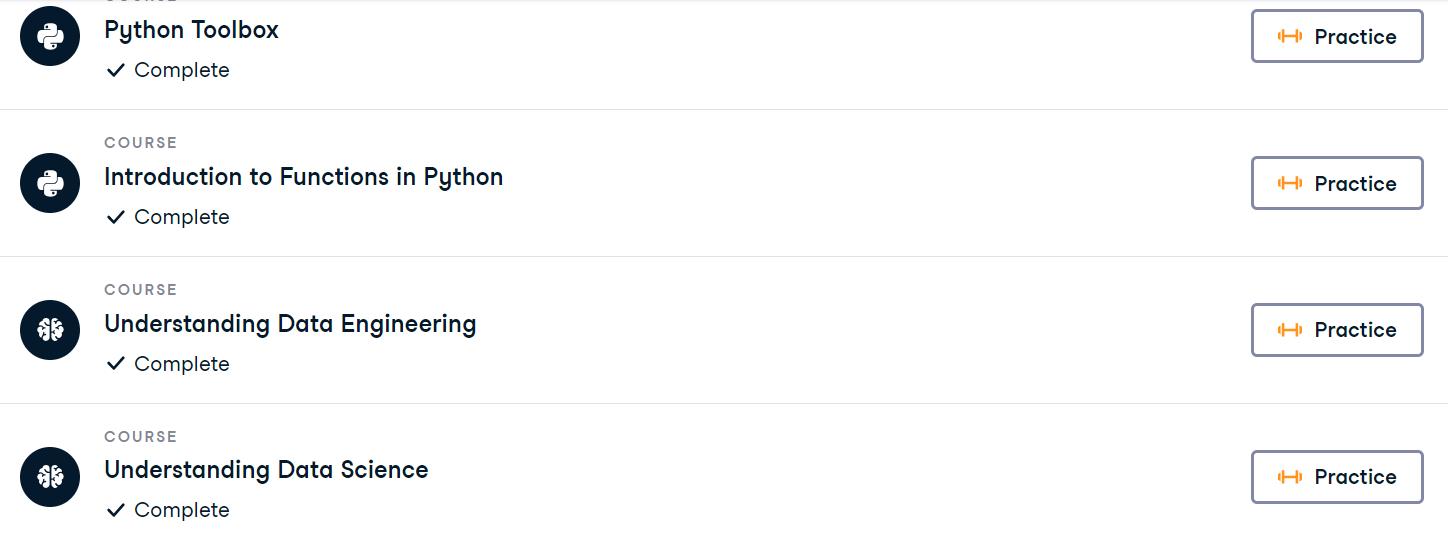 Python Toolbox
Complete
Practice
COURSE
Introduction to Functions in Python
Complete
Practice
COURSE
Understanding Data Engineering
Complete
Practice
COURSE
Understanding Data Science
Complete
Practice